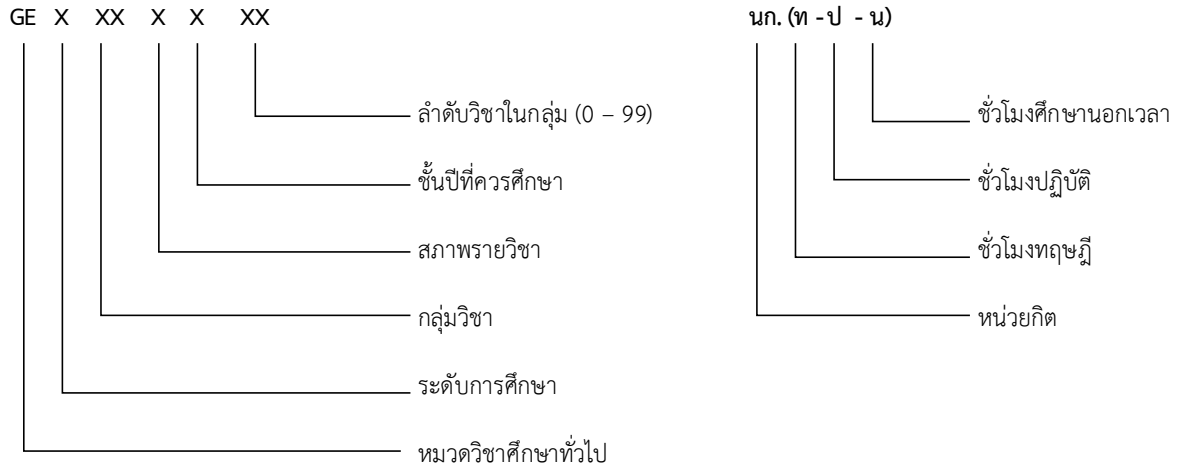 GE X XX X X XX
นก. (ท - ป - น)
ลำดับวิชาในกลุ่ม (0 – 99)
ชั่วโมงศึกษานอกเวลา
ชั้นปีที่ควรศึกษา
ชั่วโมงปฏิบัติ
สภาพรายวิชา
ชั่วโมงทฤษฎี
กลุ่มวิชา
หน่วยกิต
ระดับการศึกษา
หมวดวิชาศึกษาทั่วไป